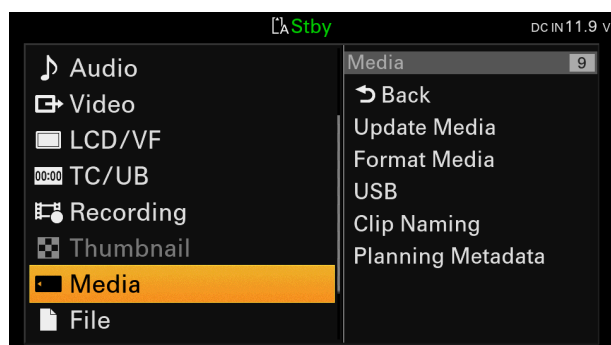 Stby
DC IN 11.9 V
Audio
Video
LCD/VF
00:00 TC/UB
Recording
Thumbnail
Media
File
Media 9
Back
Update Media
Format Media
USB
Clip Naming
Planning Metadata